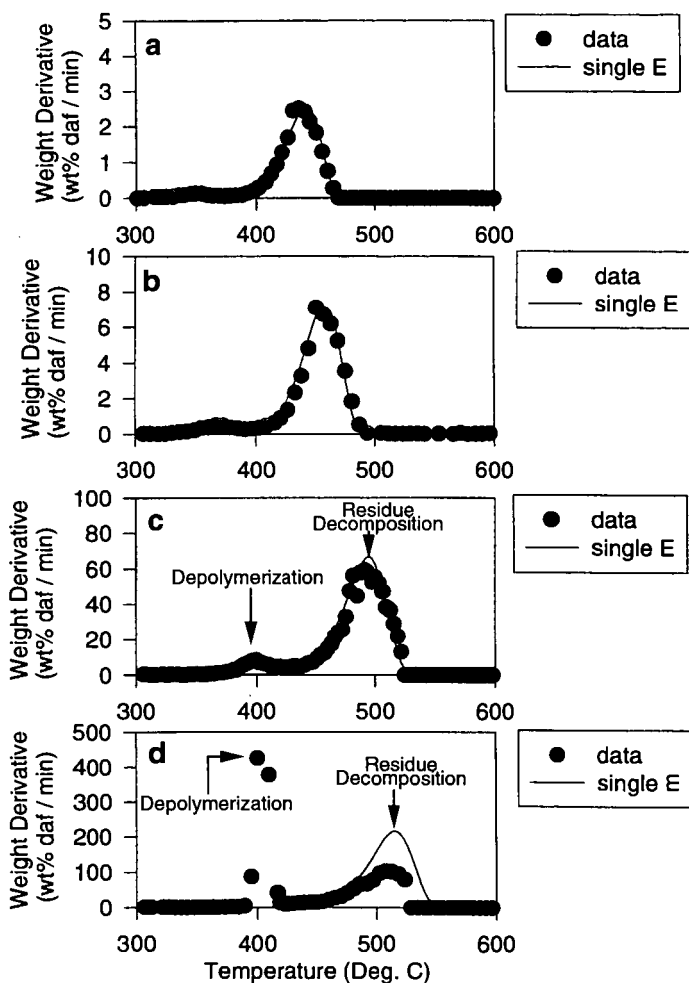 a
5
4
3
2
1
0
Weight Derivative
(wt% daf / min)
300 400 500 600
data
single E
b
10
8
6
4
2
0
Weight Derivative
(wt% daf / min)
300 400 500 600
data
single E
c
100
80
60
40
20
0
Weight Derivative
(wt% daf / min)
Depolymerization
Residue
Decomposition
300 400 500 600
data
single E
d
500
400
300
200
100
0
Weight Derivative
(wt% daf / min)
Depolymerization
Residue
Decomposition
300 400 500 600
Temperature (Deg. C)
data
single E